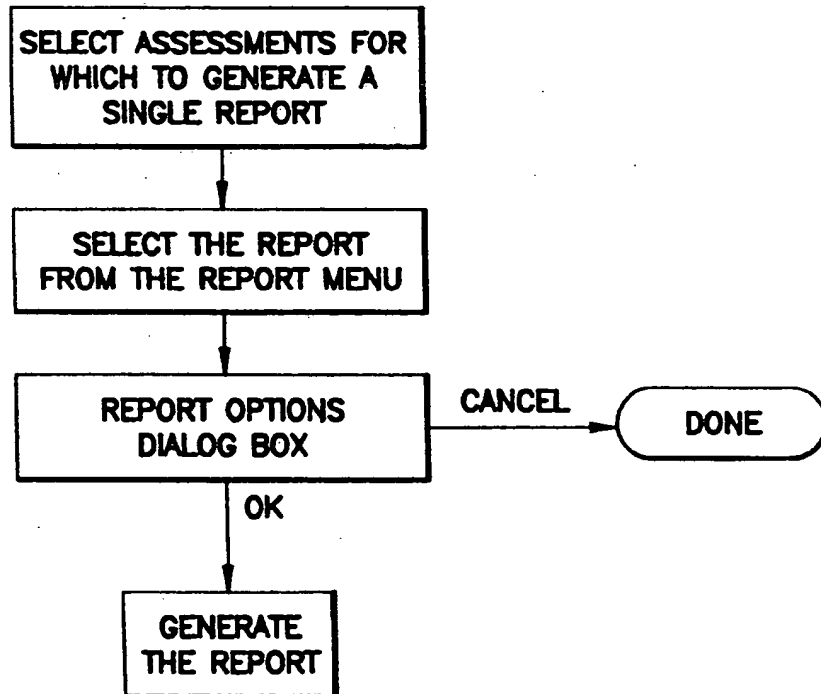 SELECT ASSESSMENTS FOR
WHICH TO GENERATE A
SINGLE REPORT
SELECT THE REPORT
FROM THE REPORT MENU
REPORT OPTIONS
DIALOG BOX
CANCEL
DONE
OK
GENERATE
THE REPORT